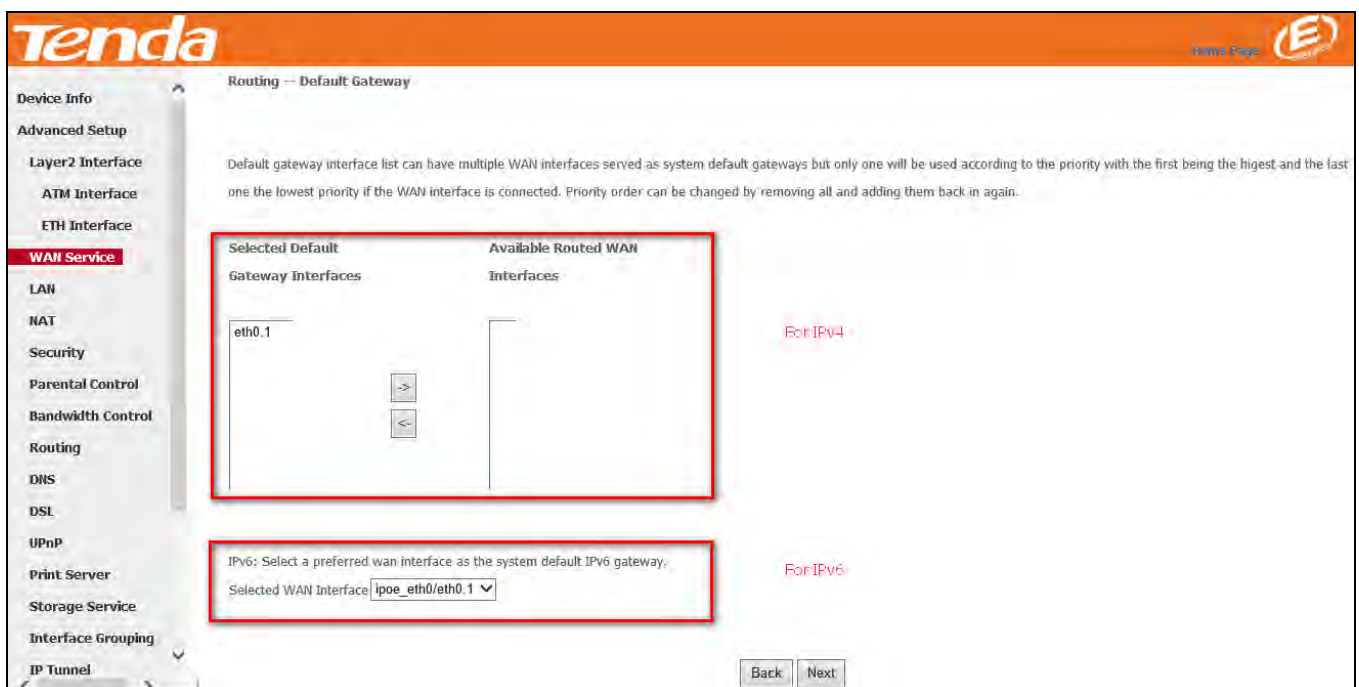 Tenda
Home Page
Routing -- Default Gateway
Device Info
Advanced Setup
Layer2 Interface
ATM Interface
ETH Interface
WAN Service
LAN
NAT
Security
Parental Control
Bandwidth Control
Routing
DNS
DSL
UPnP
Print Server
Storage Service
Interface Grouping
IP Tunnel
Default gateway interface list can have multiple WAN interfaces served as system default gateways but only one will be used according to the priority with the first being the higest and the last
one the lowest priority if the WAN interface is connected. Priority order can be changed by removing all and adding them back in again.
Selected Default
Gateway Interfaces
Available Routed WAN
Interfaces
eth0.1
->
<-
For IPv4
IPv6: Select a preferred wan interface as the system default IPv6 gateway.
Selected WAN Interface ipoe_eth0/eth0.1
For IPv6
Back Next